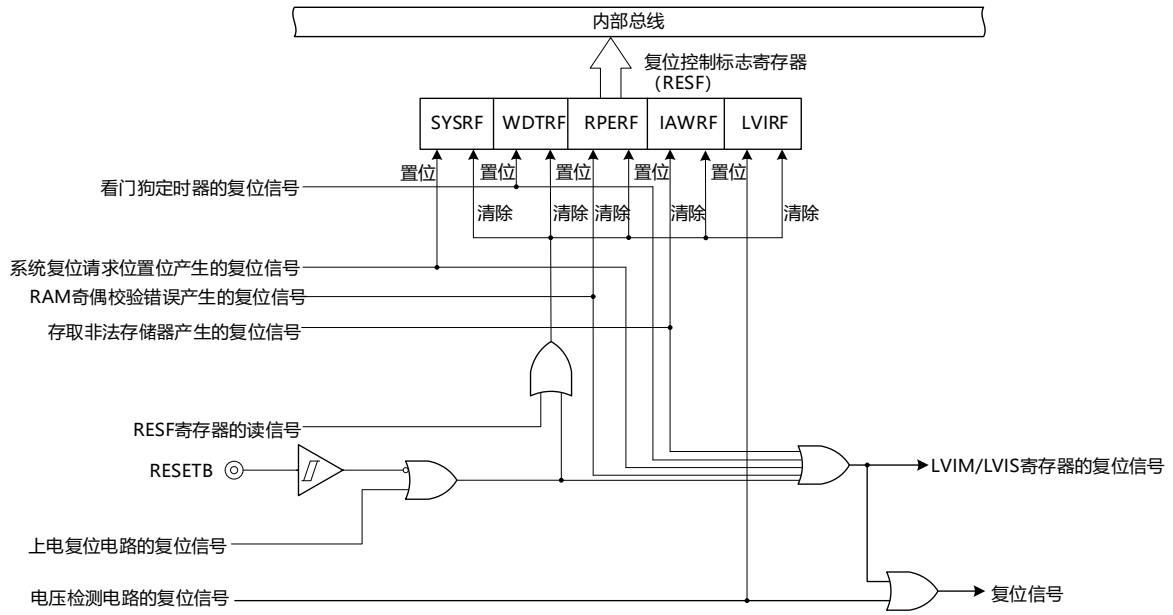 内部总线
复位控制标志寄存器
（RESF）
SYSRF WDTRF RPERF IAWRF LVIRF
置位 置位 置位 置位 置位
看门狗定时器的复位信号
清除 清除 清除 清除 清除
系统复位请求位置位产生的复位信号
RAM奇偶校验错误产生的复位信号
存取非法存储器产生的复位信号
RESF寄存器的读信号
RESETB
LVIM/LVIS寄存器的复位信号
上电复位电路的复位信号
电压检测电路的复位信号
复位信号